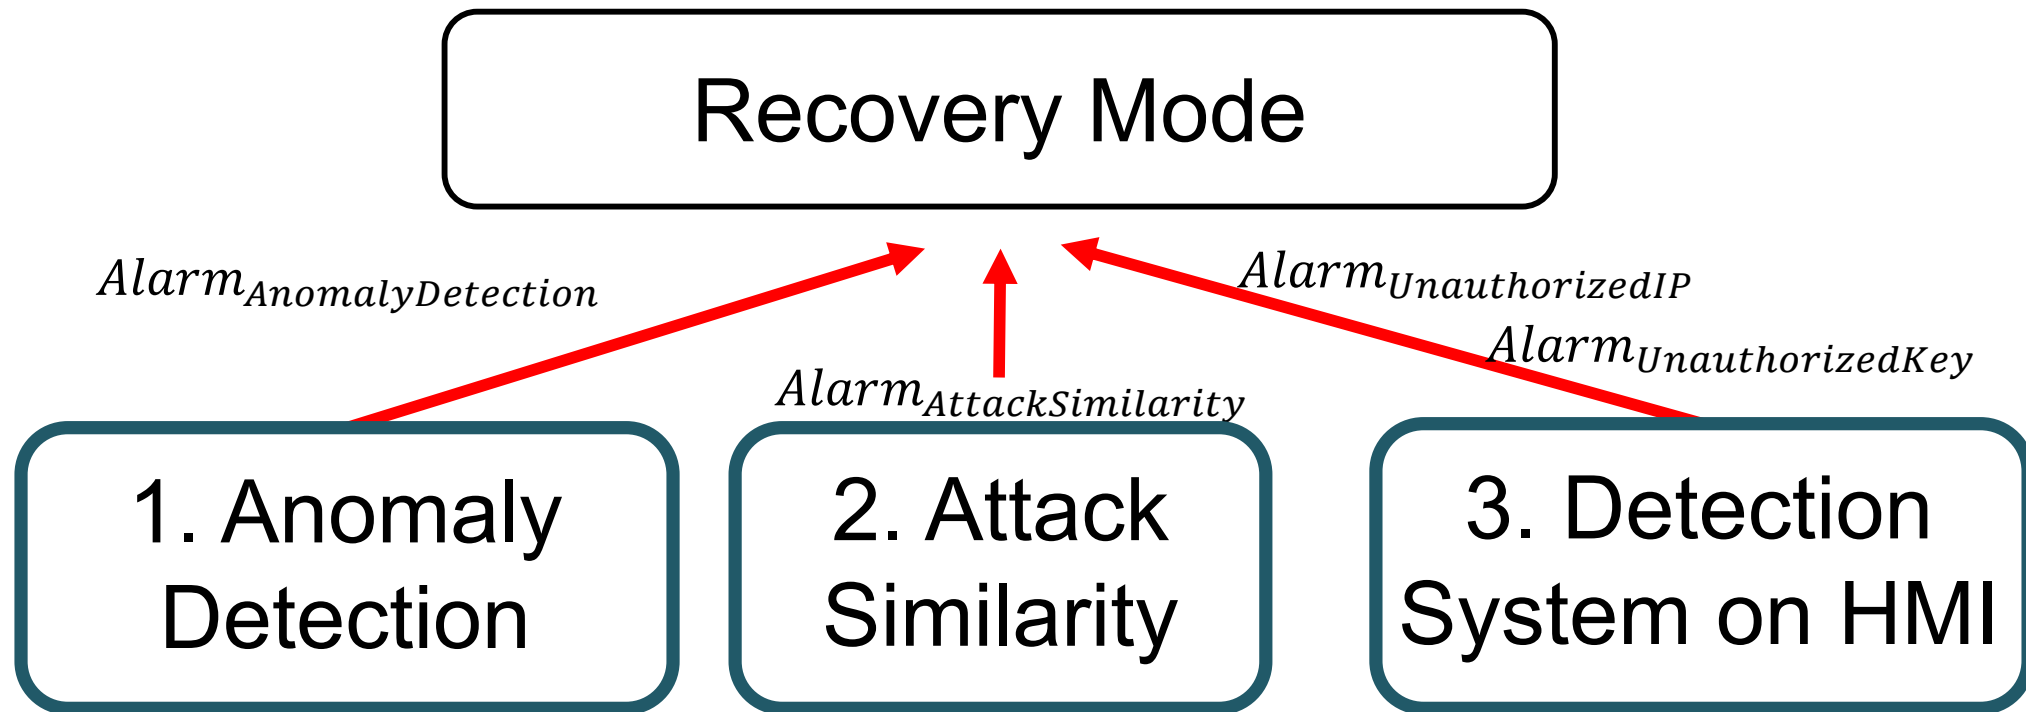 Recovery Mode
Alarm_AnomalyDetection
Alarm_UnauthorizedIP
Alarm_UnauthorizedKey
Alarm_AttackSimilarity
1. Anomaly
Detection
2. Attack
Similarity
3. Detection
System on HMI